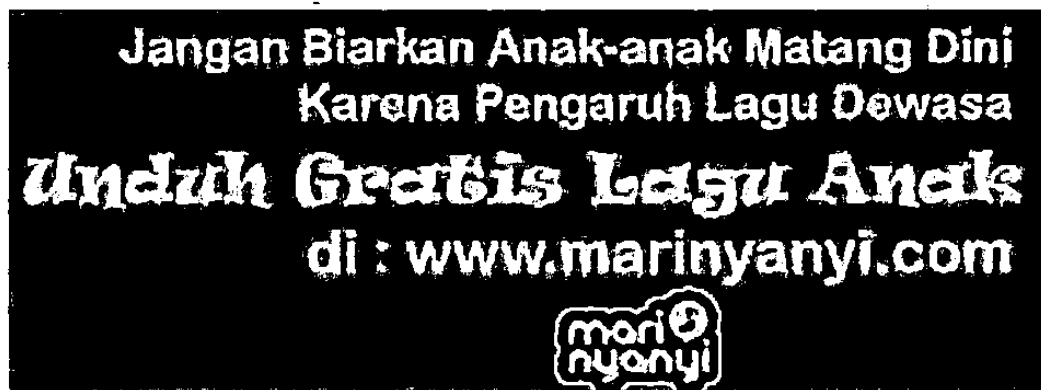 Jangan Biarkan Anak-anak Matang Dini
Karena Pengaruh Lagu Dewasa
Unduh Gratis Lagu Anak
di : www.marinyanyi.com
mari
nyanyi